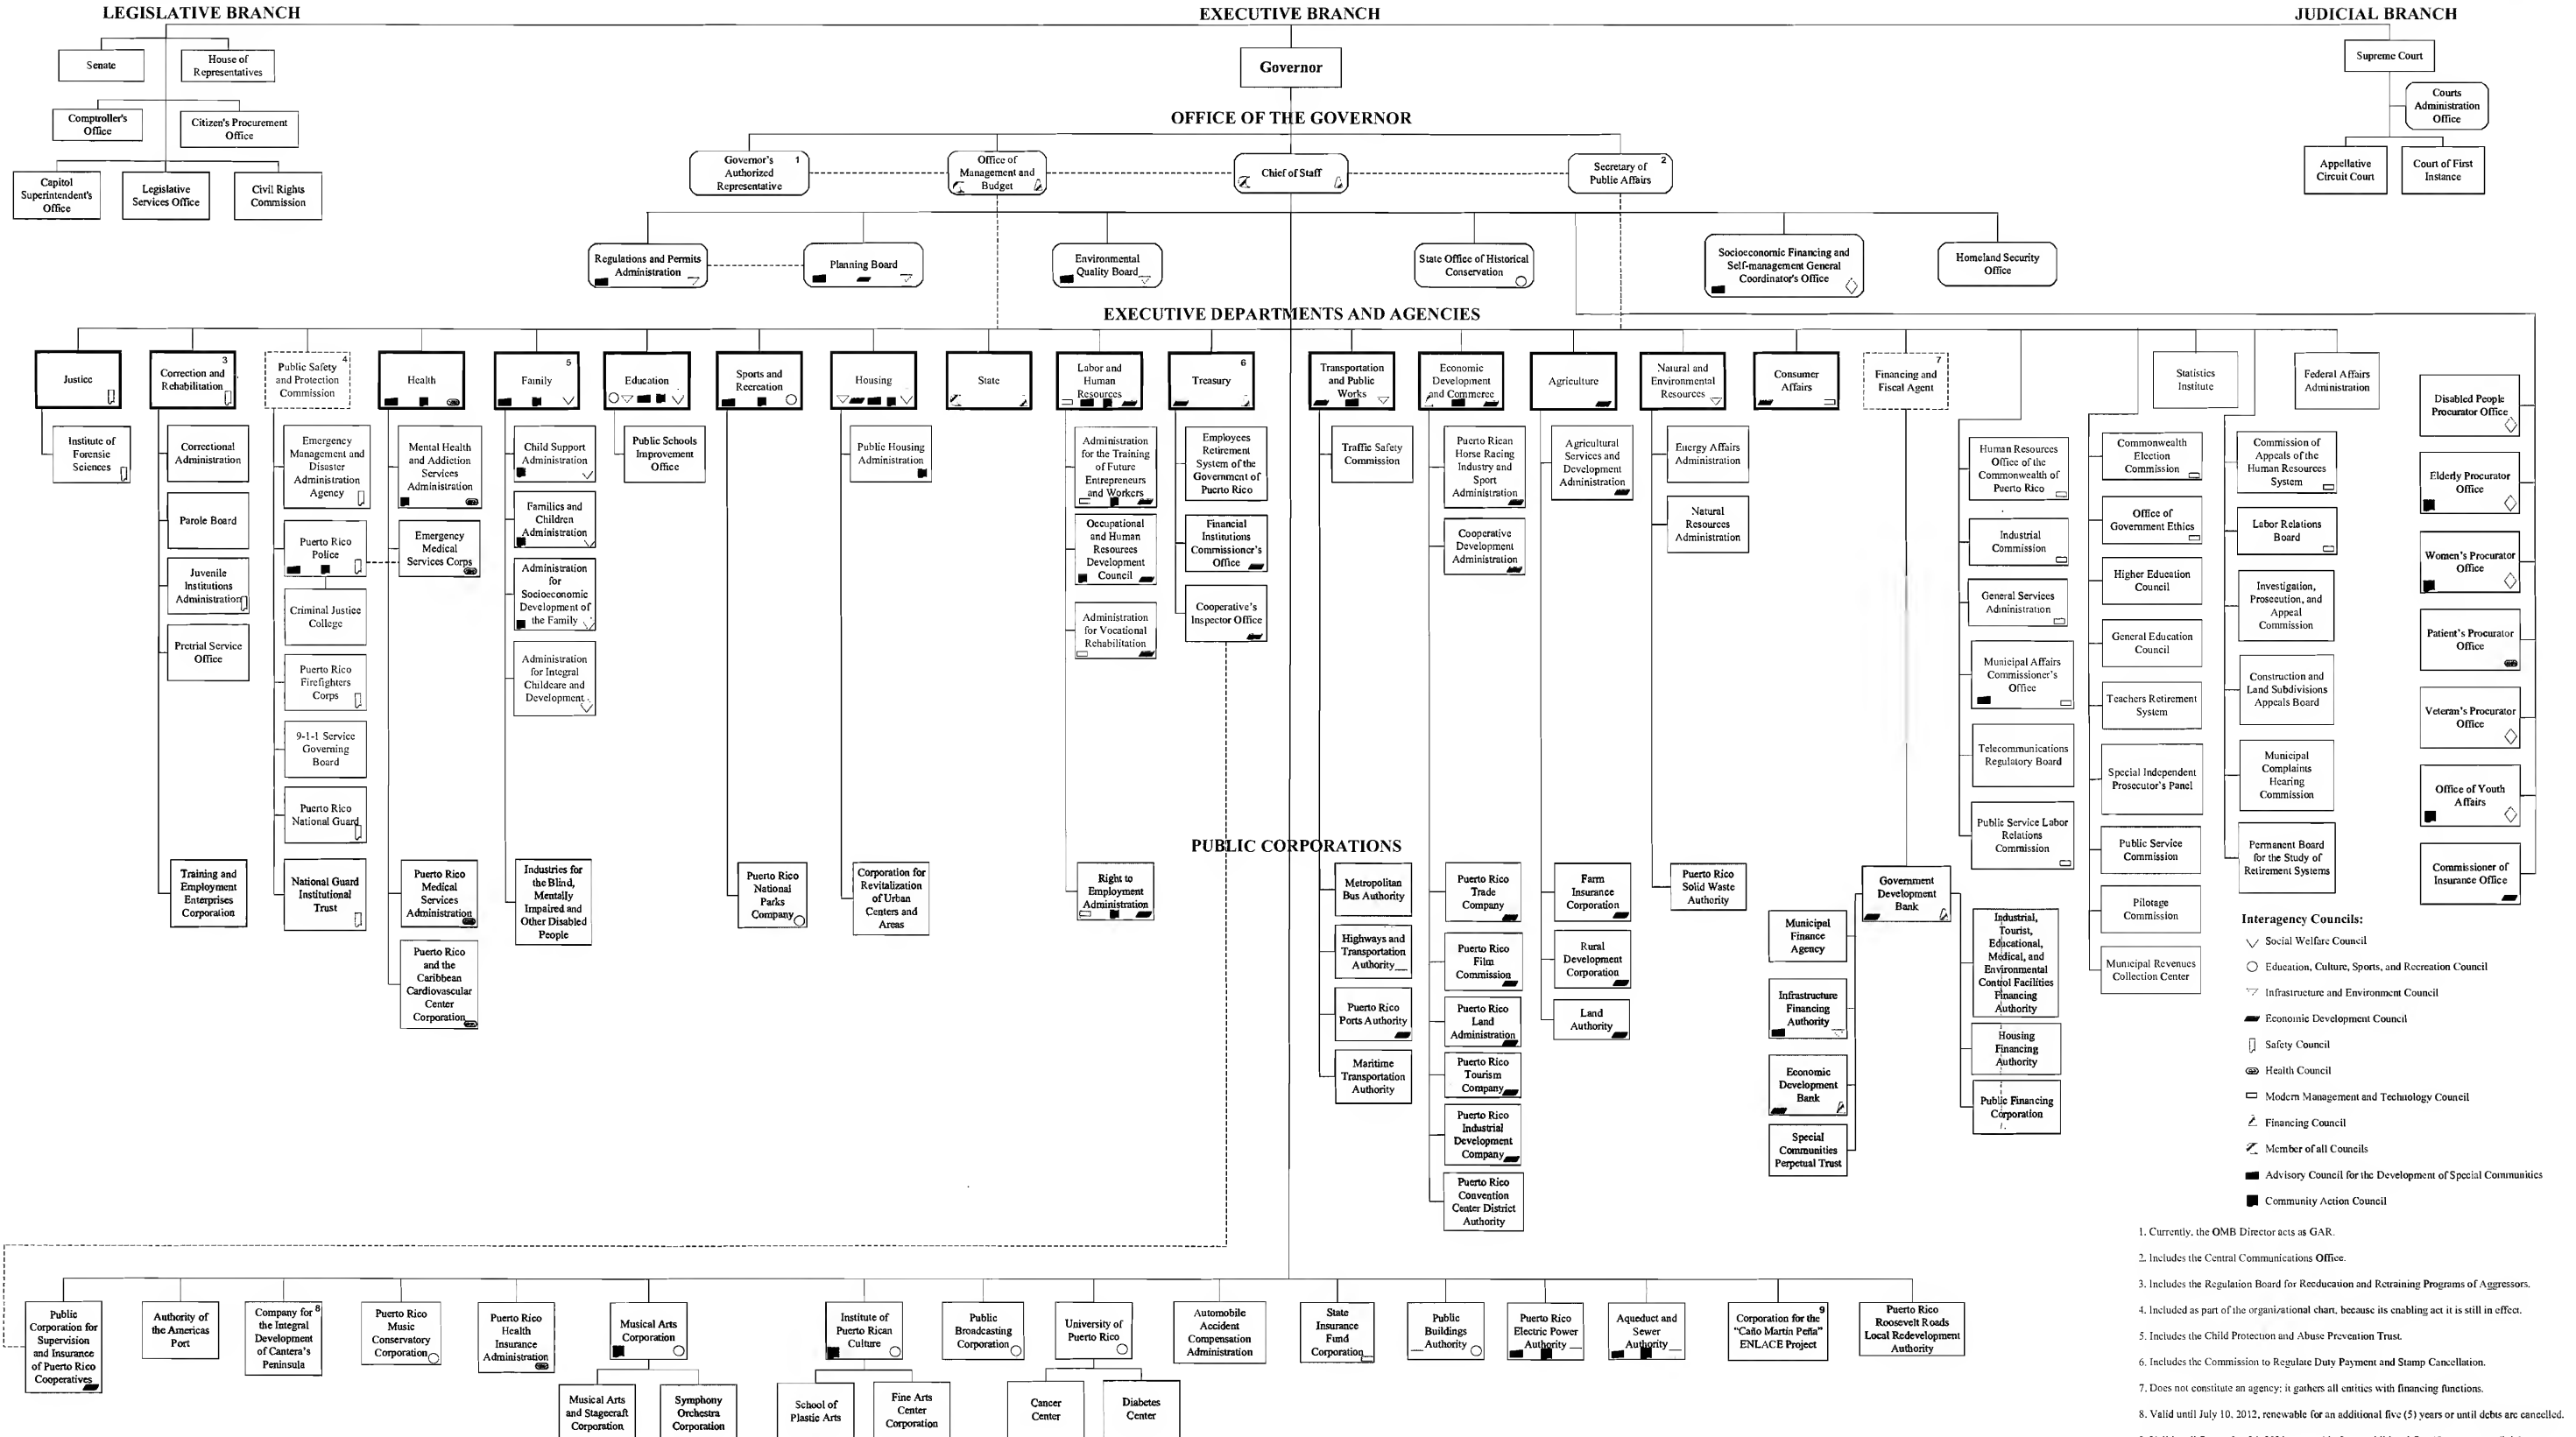 LEGISLATIVE BRANCH
EXECUTIVE BRANCH
JUDICIAL BRANCH
Senate
House of
Representatives
Comptroller's
Office
Citizen's Procurement
Office
Capitol
Superintendent's
Office
Legislative
Services Office
Civil Rights
Commission
Governor
Supreme Court
Courts
Administration
Office
Appellative
Circuit Court
Court of First
Instance
OFFICE OF THE GOVERNOR
Governor's 1
Authorized
Representative
Office of
Management and
Budget
Chief of Staff
Secretary of 2
Public Affairs
Regulations and Permits
Administration
Planning Board
Environmental
Quality Board
State Office of Historical
Conservation
Socioeconomic Financing and
Self-management General
Coordinator's Office
Homeland Security
Office
EXECUTIVE DEPARTMENTS AND AGENCIES
Justice
Correction and 3
Rehabilitation
Public Safety 4
and Protection
Commission
Health
Family 5
Education
Sports and
Recreation
Housing
State
Labor and
Human
Resources
Treasury 6
Transportation
and Public
Works
Economic
Development
and Commerce
Agriculture
Natural and
Environmental
Resources
Consumer
Affairs
Financing and 7
Fiscal Agent
Statistics
Institute
Federal Affairs
Administration
Institute of
Forensic
Sciences
Correctional
Administration
Parole Board
Juvenile
Institutions
Administration
Pretrial Service
Office
Emergency
Management and
Disaster
Administration
Agency
Puerto Rico
Police
Criminal Justice
College
Puerto Rico
Firefighters
Corps
9-1-1 Service
Governing
Board
Puerto Rico
National Guard
Mental Health
and Addiction
Services
Administration
Emergency
Medical
Services Corps
Child Support
Administration
Families and
Children
Administration
Administration
for
Socioeconomic
Development of
the Family
Administration
for Integral
Childcare and
Development
Public Schools
Improvement
Office
Public Housing
Administration
Administration
for the Training
of Future
Entrepreneurs
and Workers
Occupational
and Human
Resources
Development
Council
Administration
for Vocational
Rehabilitation
Employees
Retirement
System of the
Government of
Puerto Rico
Financial
Institutions
Commissioner's
Office
Cooperative's
Inspector Office
Traffic Safety
Commission
Puerto Rican
Horse Racing
Industry and
Sport
Administration
Cooperative
Development
Administration
Agricultural
Services and
Development
Administration
Energy Affairs
Administration
Natural
Resources
Administration
Human Resources
Office of the
Commonwealth of
Puerto Rico
Industrial
Commission
General Services
Administration
Municipal Affairs
Commissioner's
Office
Telecommunications
Regulatory Board
Public Service Labor
Relations
Commission
Commonwealth
Election
Commission
Office of
Government Ethics
Higher Education
Council
General Education
Council
Teachers Retirement
System
Special Independent
Prosecutor's Panel
Public Service
Commission
Pilotage
Commission
Municipal Revenues
Collection Center
Commission of
Appeals of the
Human Resources
System
Labor Relations
Board
Investigation,
Prosecution, and
Appeal
Commission
Construction and
Land Subdivisions
Appeals Board
Municipal
Complaints
Hearing
Commission
Permanent Board
for the Study of
Retirement Systems
Disabled People
Procurator Office
Elderly Procurator
Office
Women's Procurator
Office
Patient's Procurator
Office
Veteran's Procurator
Office
Office of Youth
Affairs
Commissioner of
Insurance Office
PUBLIC CORPORATIONS
Training and
Employment
Enterprises
Corporation
National Guard
Institutional
Trust
Puerto Rico
Medical
Services
Administration
Puerto Rico
and the
Caribbean
Cardiovascular
Center
Corporation
Industries for
the Blind,
Mentally
Impaired and
Other Disabled
People
Puerto Rico
National
Parks
Company
Corporation for
Revitalization
of Urban
Centers and
Areas
Right to
Employment
Administration
Metropolitan
Bus Authority
Highways and
Transportation
Authority
Puerto Rico
Ports Authority
Maritime
Transportation
Authority
Puerto Rico
Trade
Company
Puerto Rico
Film
Commission
Puerto Rico
Land
Administration
Puerto Rico
Tourism
Company
Puerto Rico
Industrial
Development
Company
Puerto Rico
Convention
Center District
Authority
Farm
Insurance
Corporation
Rural
Development
Corporation
Land
Authority
Puerto Rico
Solid Waste
Authority
Government
Development
Bank
Municipal
Finance
Agency
Infrastructure
Financing
Authority
Economic
Development
Bank
Special
Communities
Perpetual Trust
Industrial,
Tourist,
Educational,
Medical, and
Environmental
Control Facilities
Financing
Authority
Housing
Financing
Authority
Public Financing
Corporation
Interagency Councils:
Social Welfare Council
Education, Culture, Sports, and Recreation Council
Infrastructure and Environment Council
Economic Development Council
Safety Council
Health Council
Modern Management and Technology Council
Financing Council
Member of all Councils
Advisory Council for the Development of Special Communities
Community Action Council
1. Currently, the OMB Director acts as GAR.
2. Includes the Central Communications Office.
3. Includes the Regulation Board for Reeducation and Retraining Programs of Aggressors.
4. Included as part of the organizational chart, because its enabling act it is still in effect.
5. Includes the Child Protection and Abuse Prevention Trust.
6. Includes the Commission to Regulate Duty Payment and Stamp Cancellation.
7. Does not constitute an agency; it gathers all entities with financing functions.
8. Valid until July 10, 2012, renewable for an additional five (5) years or until debts are cancelled.
Public
Corporation for
Supervision
and Insurance
of Puerto Rico
Cooperatives
Authority of
the Americas
Port
Company for 8
the Integral
Development
of Cantera's
Peninsula
Puerto Rico
Music
Conservatory
Corporation
Puerto Rico
Health
Insurance
Administration
Musical Arts
Corporation
Institute of
Puerto Rican
Culture
Public
Broadcasting
Corporation
University of
Puerto Rico
Automobile
Accident
Compensation
Administration
State
Insurance
Fund
Corporation
Public
Buildings
Authority
Puerto Rico
Electric Power
Authority
Aqueduct and
Sewer
Authority
9
Corporation for the
"Caño Martín Peña"
ENLACE Project
Puerto Rico
Roosevelt Roads
Local Redevelopment
Authority
Musical Arts
and Stagecraft
Corporation
Symphony
Orchestra
Corporation
School of
Plastic Arts
Fine Arts
Center
Corporation
Cancer
Center
Diabetes
Center